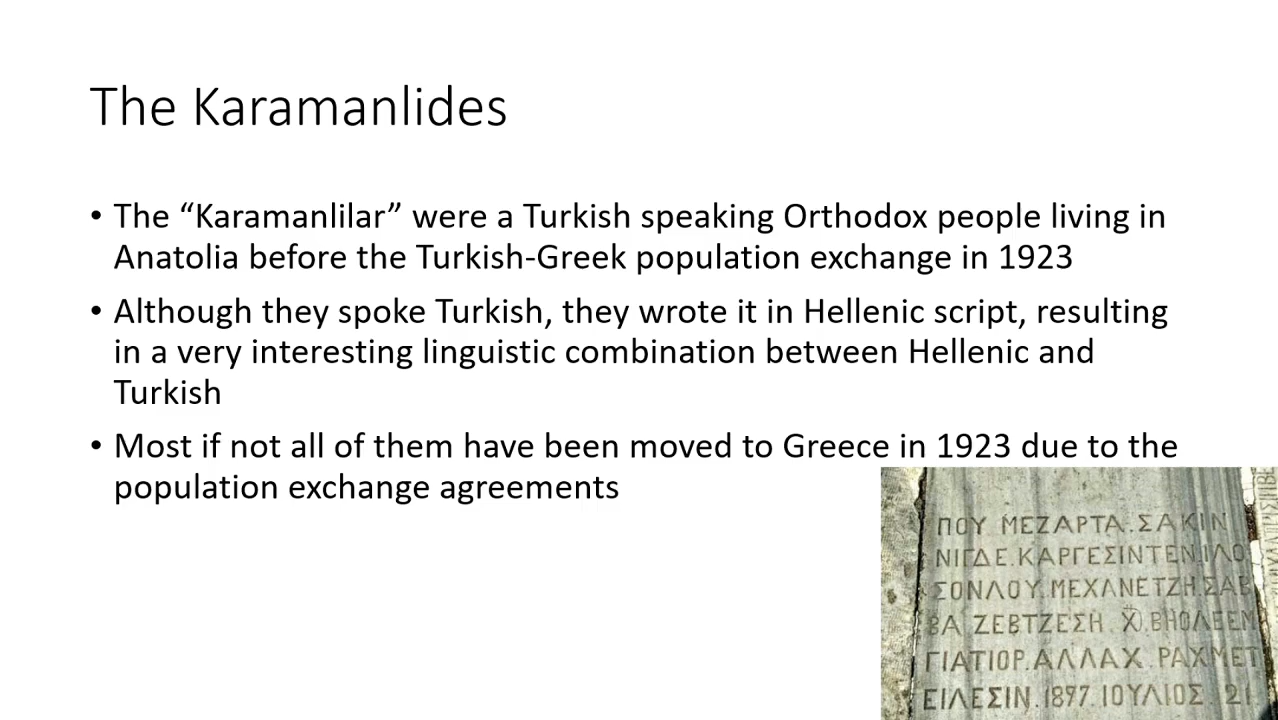 The Karamanlides
• The “Karamanlilar” were a Turkish speaking Orthodox people living in
Anatolia before the Turkish-Greek population exchange in 1923
• Although they spoke Turkish, they wrote it in Hellenic script, resulting
in a very interesting linguistic combination between Hellenic and
Turkish
• Most if not all of them have been moved to Greece in 1923 due to the
population exchange agreements
ΠΟΥ ΜΕΖΑΡΤΑ.ΣΑΚΙΝ
ΝΙΓΔΕ.ΚΑΡΓΕΣΙΝΤΕΝ.ΙΛΟ
ΣΟΝΛΟΥ.ΜΕΧΑΝΕΤΖΗ.ΣΑΒ
ΒΑ ΖΕΒΤΖΕΣΗ.
ΓΙΑΤΙΟΡ.ΑΛΛΑΧ.ΡΑΧΜΕΤ
ΕΙΛΕΣΙΝ.1897.ΙΟΥΛΙΟΣ.21